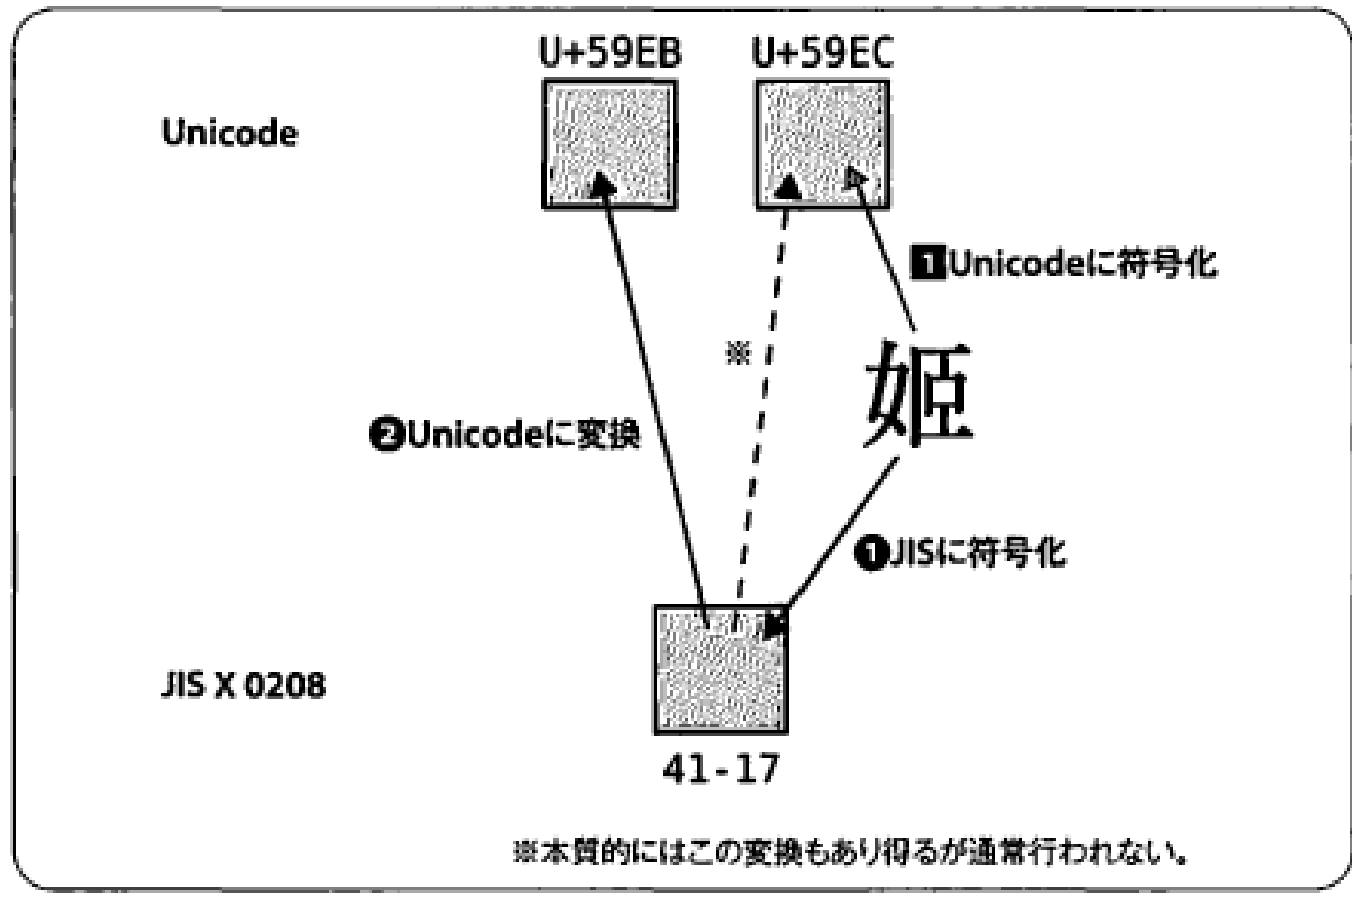 U+59EB U+59EC
Unicode
1Unicodeに符号化
※
姬
❷Unicodeに変換
❶JISに符号化
JIS X 0208
41-17
※本質的にはこの変換もあり得るが通常行われない。